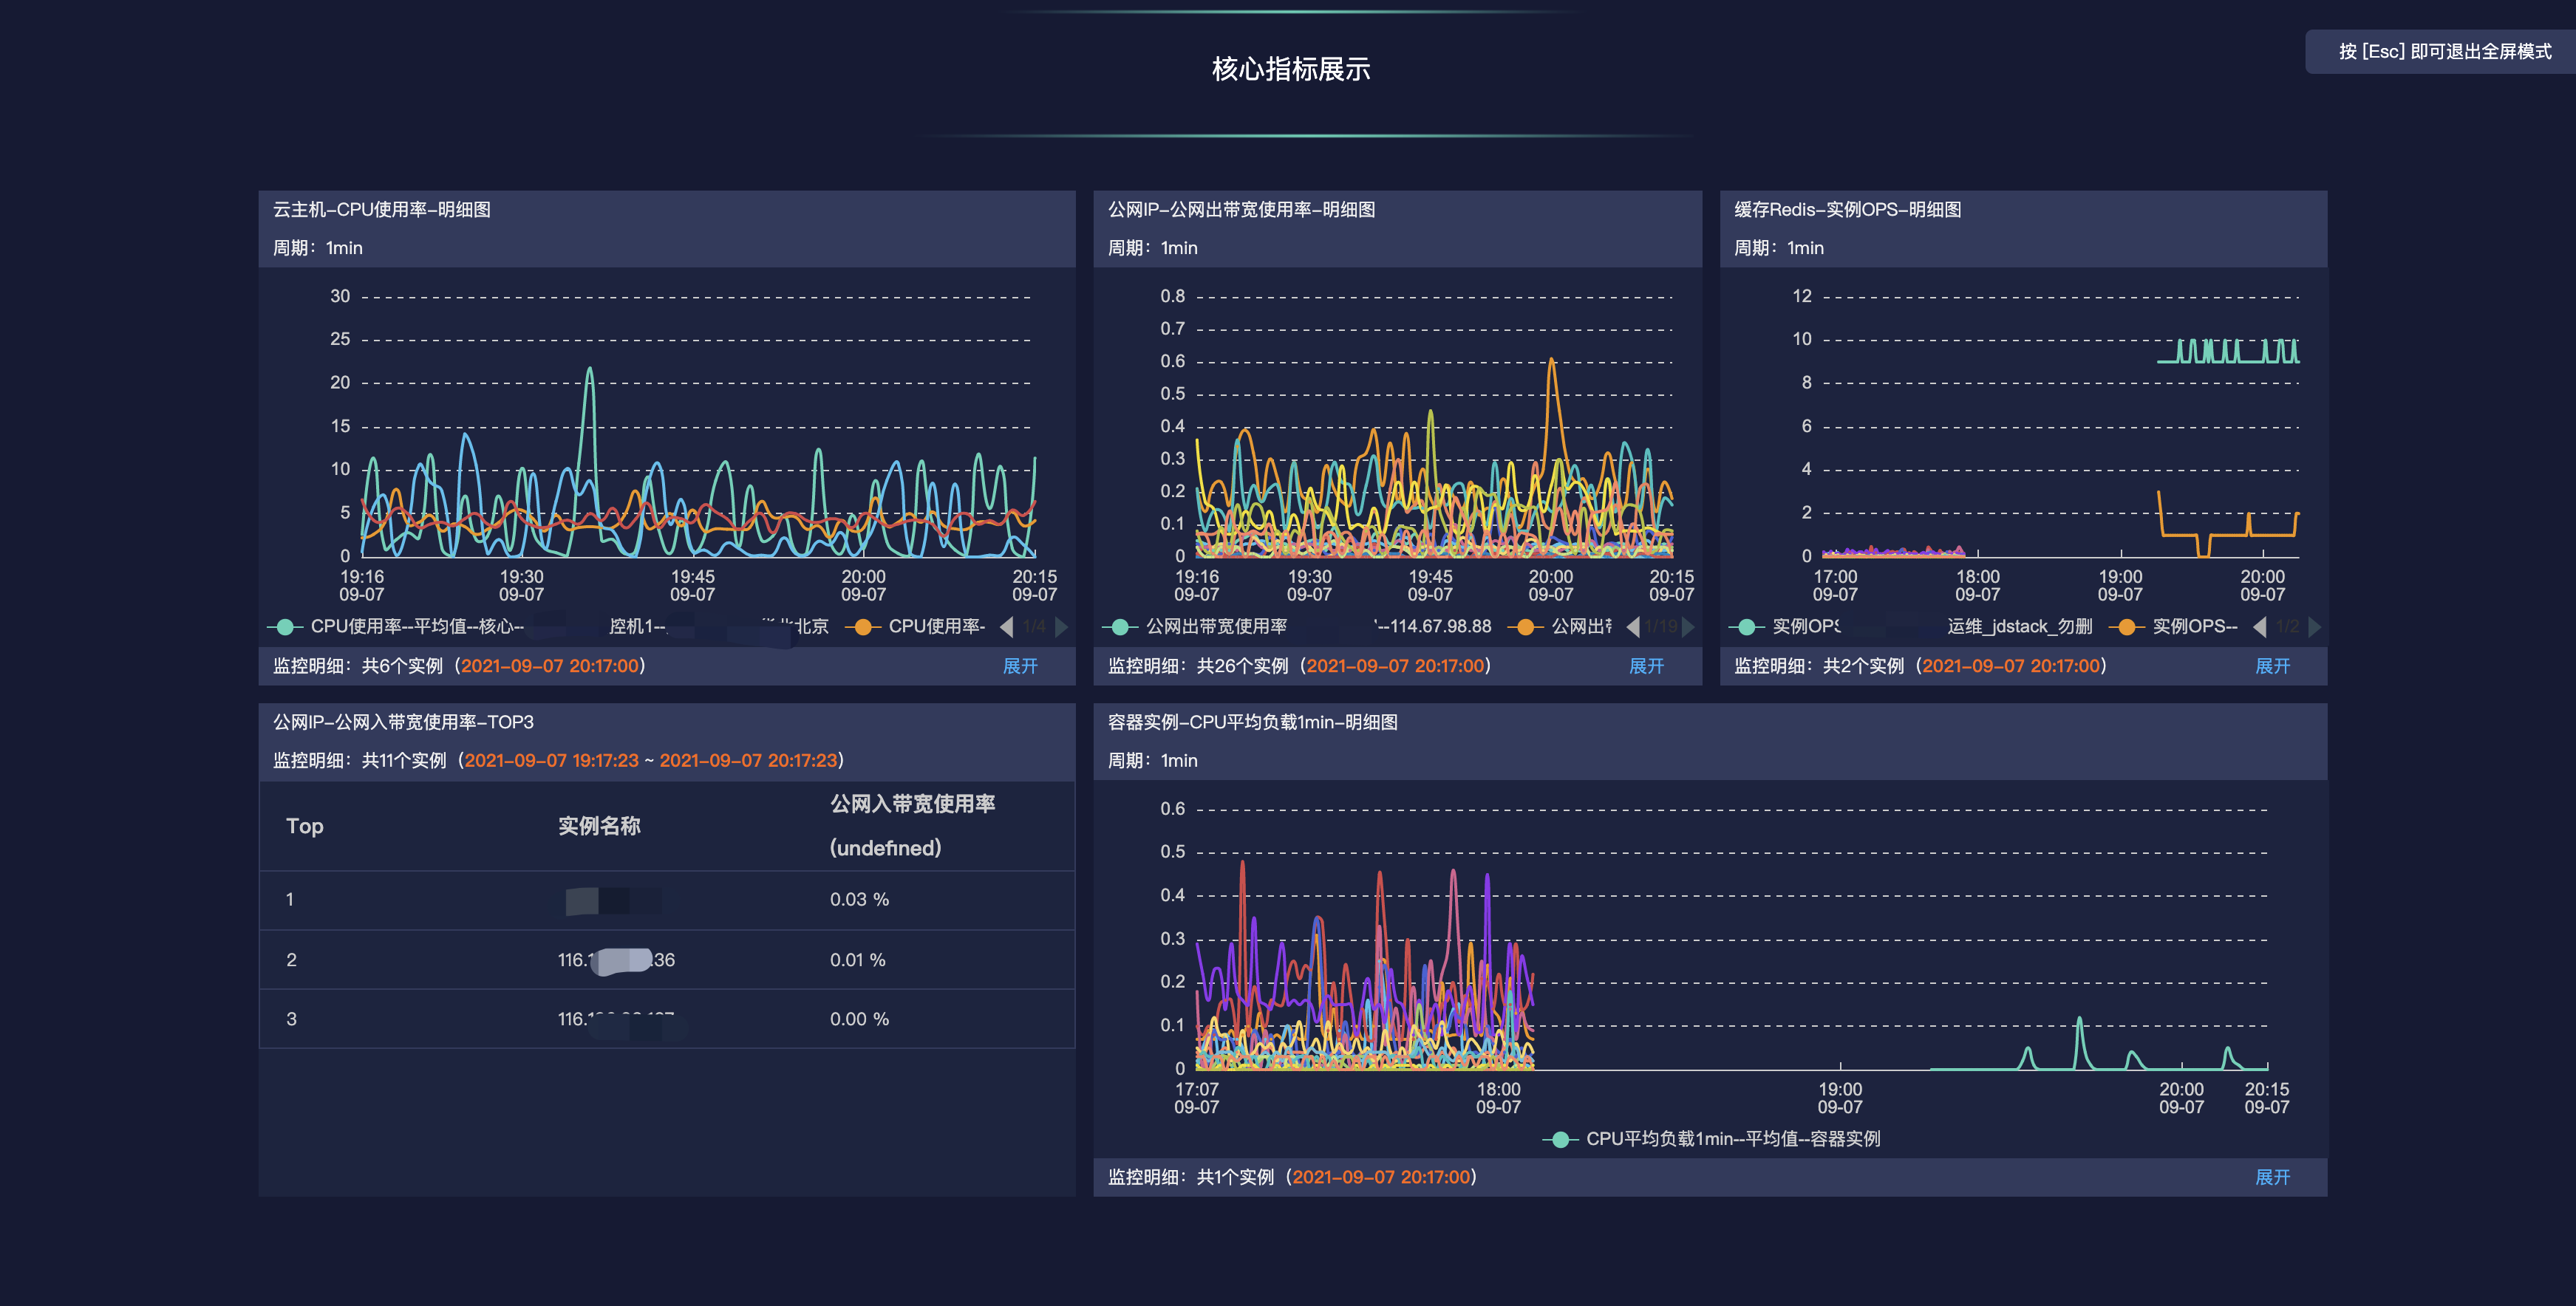 核心指标展示
按 [Esc] 即可退出全屏模式
云主机-CPU使用率-明细图
周期：1min
30
25
20
15
10
5
0
19:16 19:30 19:45 20:00 20:15
09-07 09-07 09-07 09-07 09-07
CPU使用率--平均值--核心-- 控机1-- 北京 CPU使用率- 1/4
监控明细：共6个实例（2021-09-07 20:17:00） 展开
公网IP-公网出带宽使用率-明细图
周期：1min
0.8
0.7
0.6
0.5
0.4
0.3
0.2
0.1
0
19:16 19:30 19:45 20:00 20:15
09-07 09-07 09-07 09-07 09-07
公网出带宽使用率 --114.67.98.88 公网出 1/19
监控明细：共26个实例（2021-09-07 20:17:00） 展开
缓存Redis-实例OPS-明细图
周期：1min
12
10
8
6
4
2
0
17:00 18:00 19:00 20:00
09-07 09-07 09-07 09-07
实例OPS 运维_jdstack_勿删 实例OPS-- 1/2
监控明细：共2个实例（2021-09-07 20:17:00） 展开
公网IP-公网入带宽使用率-TOP3
监控明细：共11个实例（2021-09-07 19:17:23 ~ 2021-09-07 20:17:23）
Top 实例名称 公网入带宽使用率
(undefined)
1 0.03 %
2 116. .36 0.01 %
3 116. 0.00 %
容器实例-CPU平均负载1min-明细图
周期：1min
0.6
0.5
0.4
0.3
0.2
0.1
0
17:07 18:00 19:00 20:00 20:15
09-07 09-07 09-07 09-07 09-07
CPU平均负载1min--平均值--容器实例
监控明细：共1个实例（2021-09-07 20:17:00） 展开